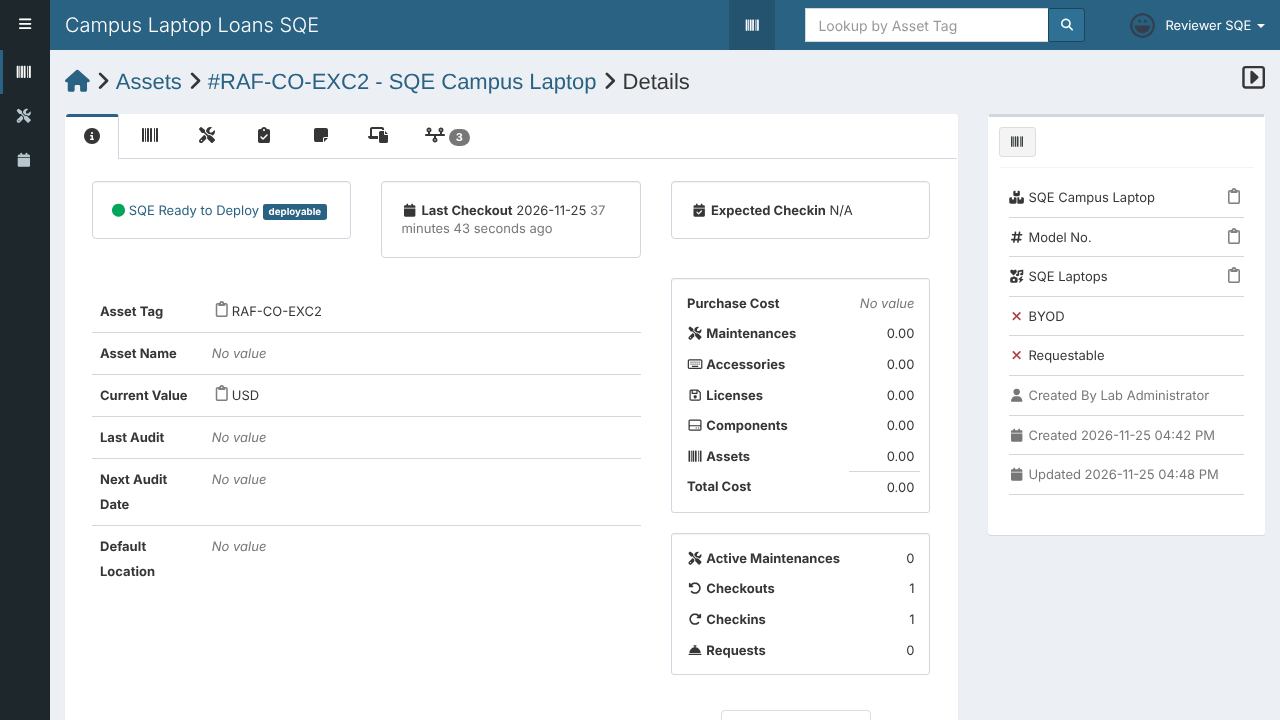 Campus Laptop Loans SQE
Lookup by Asset Tag
Reviewer SQE
Assets
#RAF-CO-EXC2 - SQE Campus Laptop
Details
3
SQE Ready to Deploy deployable
Last Checkout 2026-11-25 37
minutes 43 seconds ago
Expected Checkin N/A
Asset Tag RAF-CO-EXC2
Asset Name No value
Current Value USD
Last Audit No value
Next Audit
Date
No value
Default
Location
No value
Purchase Cost No value
Maintenances 0.00
Accessories 0.00
Licenses 0.00
Components 0.00
Assets 0.00
Total Cost 0.00
Active Maintenances 0
Checkouts 1
Checkins 1
Requests 0
SQE Campus Laptop
Model No.
SQE Laptops
BYOD
Requestable
Created By Lab Administrator
Created 2026-11-25 04:42 PM
Updated 2026-11-25 04:48 PM